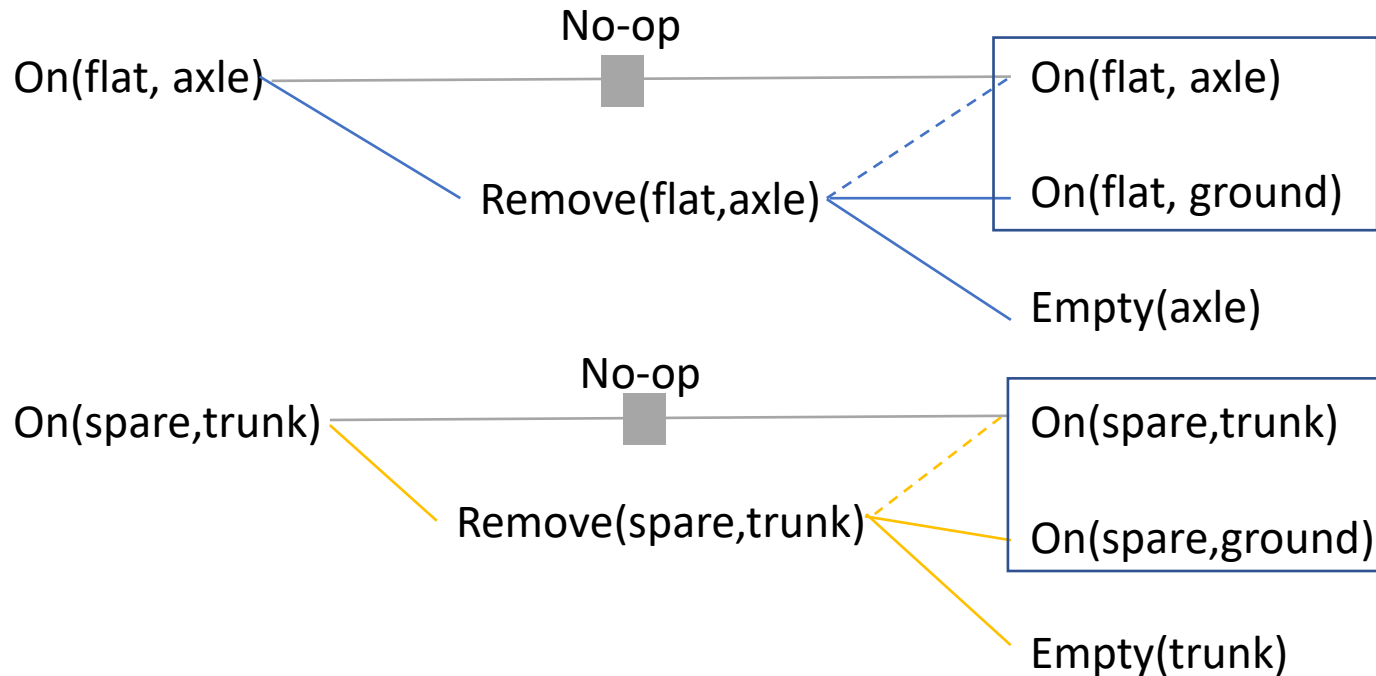 No-op
On(flat, axle)
On(flat, axle)
Remove(flat,axle)
On(flat, ground)
Empty(axle)
No-op
On(spare,trunk)
On(spare,trunk)
Remove(spare,trunk)
On(spare,ground)
Empty(trunk)